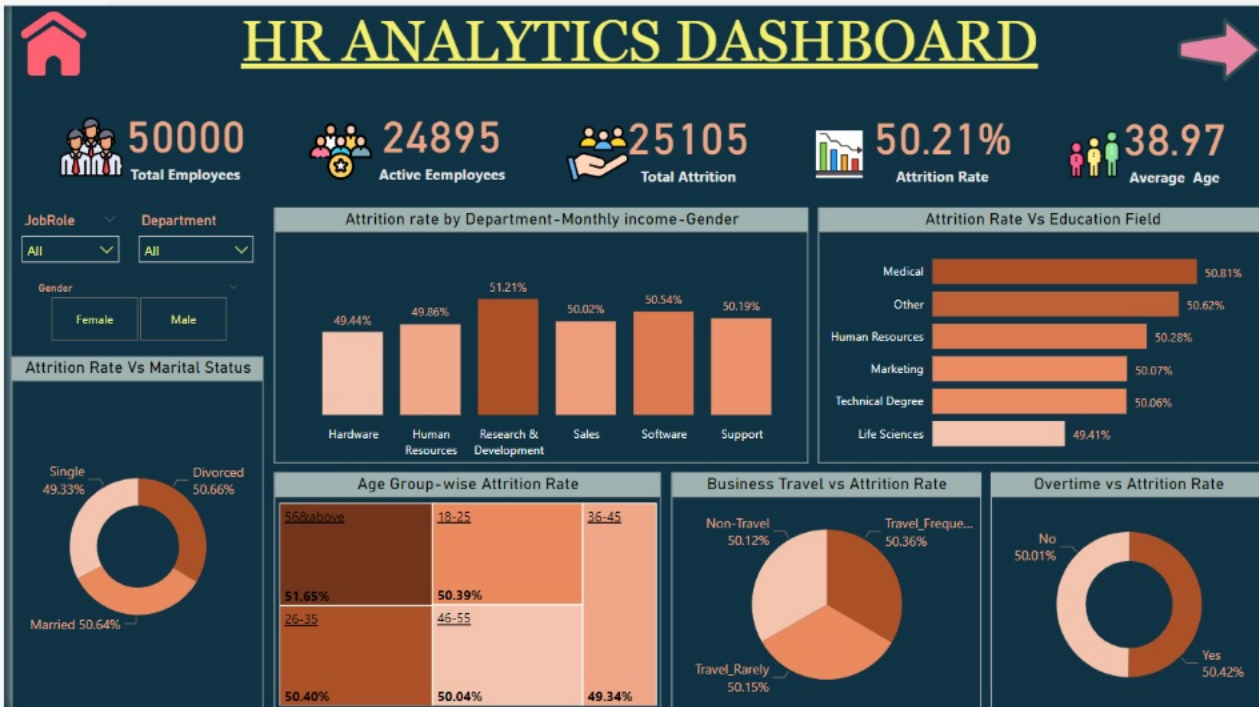 HR ANALYTICS DASHBOARD
50000
Total Employees
24895
Active Eemployees
25105
Total Attrition
50.21%
Attrition Rate
38.97
Average Age
JobRole
All
Department
All
Gender
Female
Male
Attrition rate by Department-Monthly income-Gender
49.44%
49.86%
51.21%
50.02%
50.54%
50.19%
Hardware
Human
Resources
Research &
Development
Sales
Software
Support
Attrition Rate Vs Education Field
Medical
50.81%
Other
50.62%
Human Resources
50.28%
Marketing
50.07%
Technical Degree
50.06%
Life Sciences
49.41%
Attrition Rate Vs Marital Status
Single
49.33%
Divorced
50.66%
Married 50.64%
Age Group-wise Attrition Rate
56&above
51.65%
18-25
50.39%
36-45
49.34%
26-35
50.40%
46-55
50.04%
Business Travel vs Attrition Rate
Non-Travel
50.12%
Travel_Freque...
50.36%
Travel_Rarely
50.15%
Overtime vs Attrition Rate
No
50.01%
Yes
50.42%